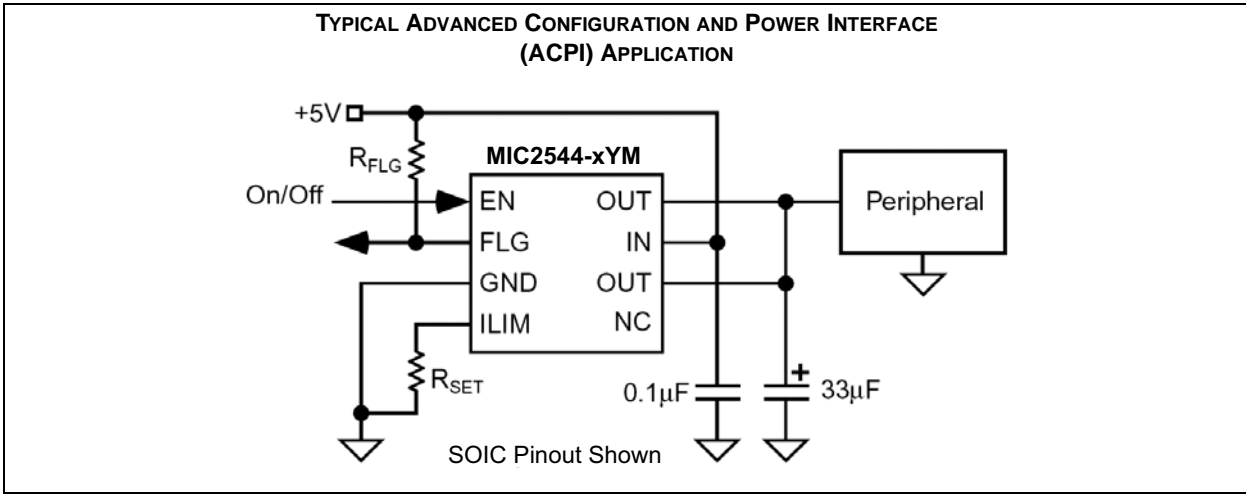 TYPICAL ADVANCED CONFIGURATION AND POWER INTERFACE
(ACPI) APPLICATION
+5V
RFLG
MIC2544-xYM
On/Off
EN
OUT
Peripheral
FLG
IN
GND
OUT
ILIM
NC
RSET
0.1μF
+
33μF
SOIC Pinout Shown